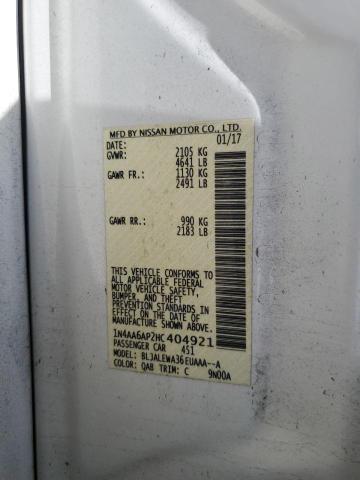 MFD BY NISSAN MOTOR CO., LTD.
DATE: 01/17
GVWR: 2105 KG
4641 LB
GAWR FR.: 1130 KG
2491 LB
GAWR RR.: 990 KG
2183 LB
THIS VEHICLE CONFORMS TO
ALL APPLICABLE FEDERAL
MOTOR VEHICLE SAFETY,
BUMPER, AND THEFT
PREVENTION STANDARDS IN
EFFECT ON THE DATE OF
MANUFACTURE SHOWN ABOVE.
1N4AA6AP2HC404921
PASSENGER CAR 451
MODEL: BLJALEWA36EUAAA--A
COLOR: QAB TRIM: C 9N00A